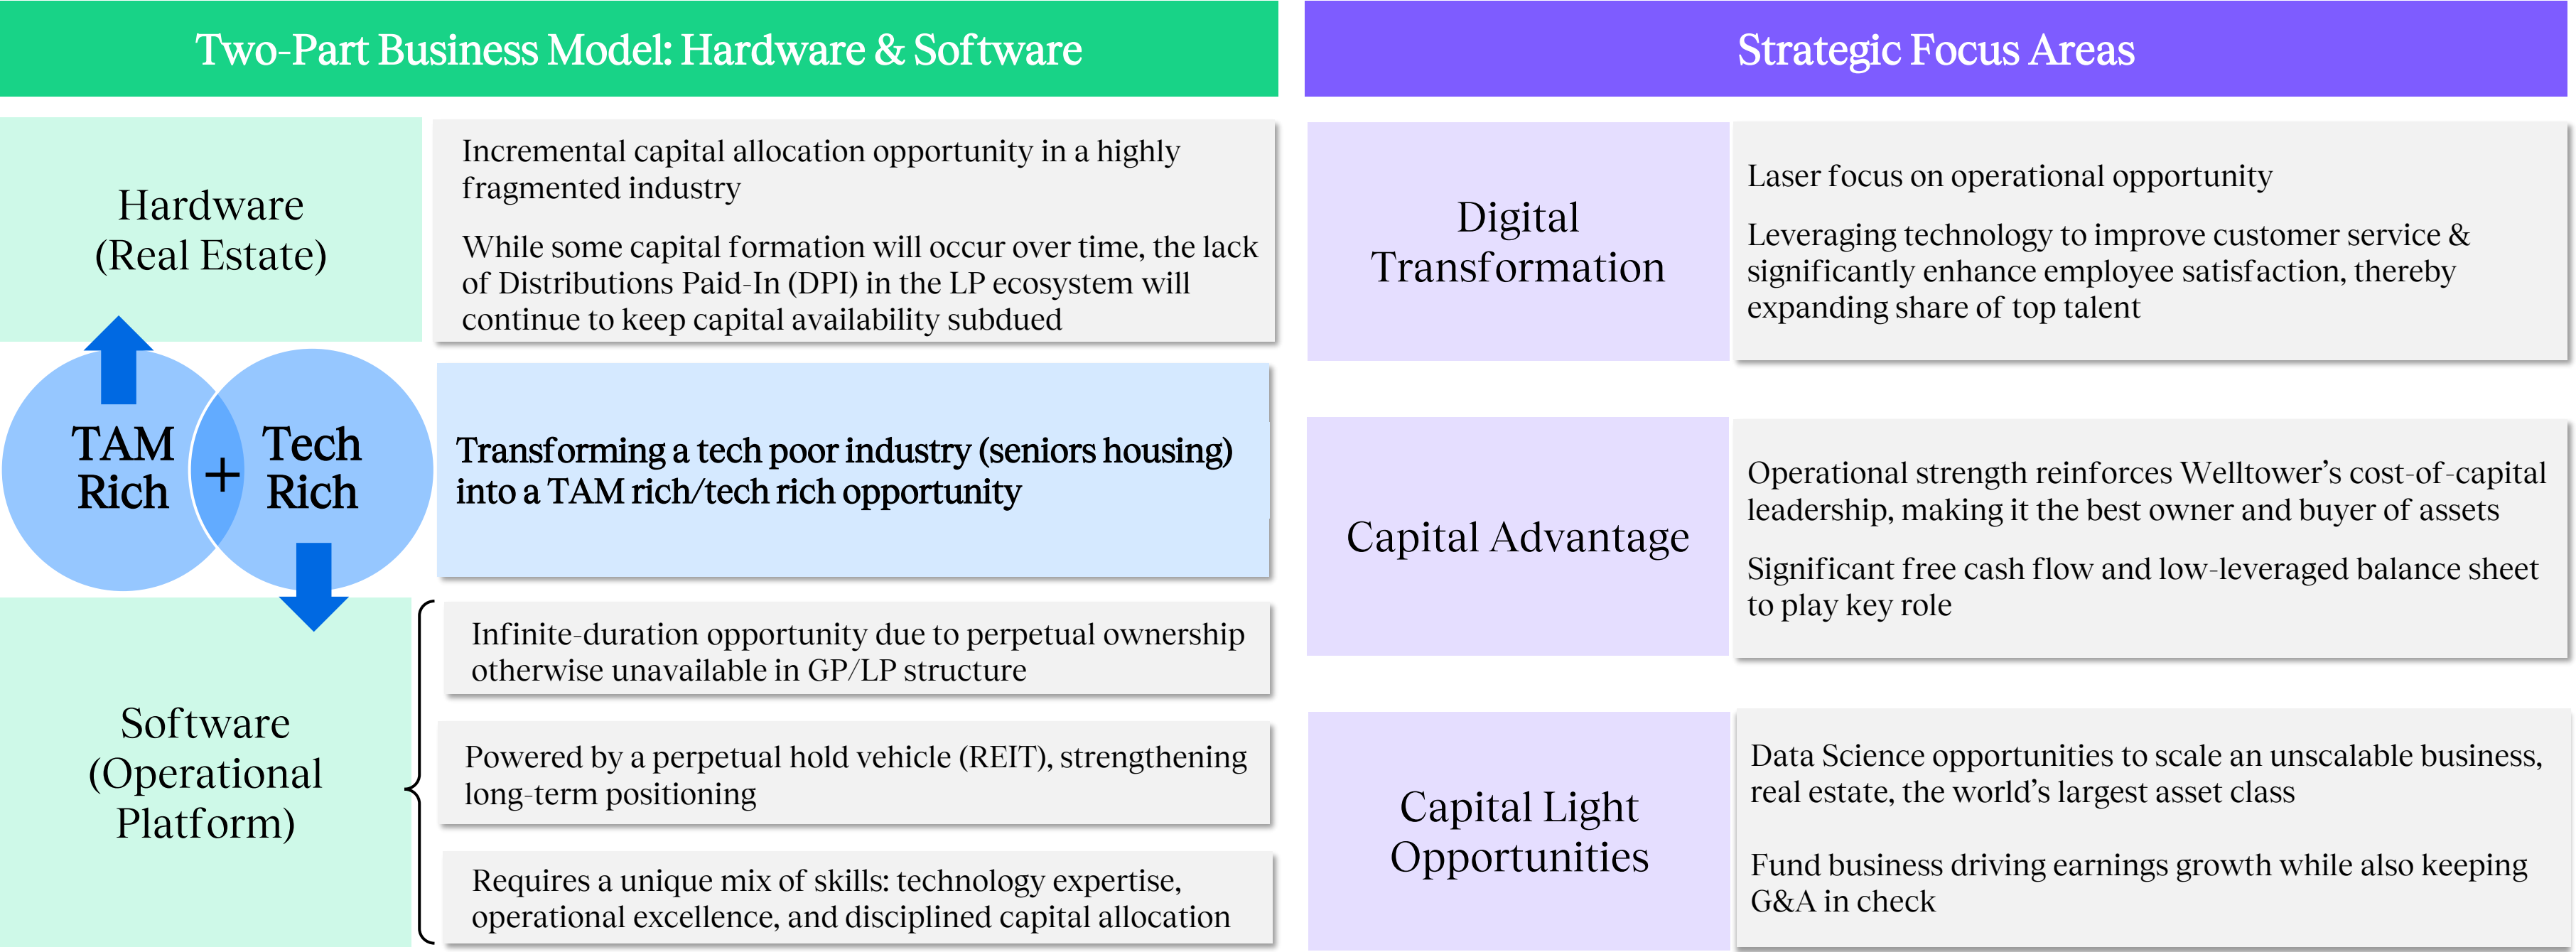 Two-Part Business Model: Hardware & Software
Hardware
(Real Estate)
Incremental capital allocation opportunity in a highly
fragmented industry
While some capital formation will occur over time, the lack
of Distributions Paid-In (DPI) in the LP ecosystem will
continue to keep capital availability subdued
TAM
Rich
+
Tech
Rich
Transforming a tech poor industry (seniors housing)
into a TAM rich/tech rich opportunity
Software
(Operational
Platform)
Infinite-duration opportunity due to perpetual ownership
otherwise unavailable in GP/LP structure
Powered by a perpetual hold vehicle (REIT), strengthening
long-term positioning
Requires a unique mix of skills: technology expertise,
operational excellence, and disciplined capital allocation
Strategic Focus Areas
Digital
Transformation
Laser focus on operational opportunity
Leveraging technology to improve customer service &
significantly enhance employee satisfaction, thereby
expanding share of top talent
Capital Advantage
Operational strength reinforces Welltower’s cost-of-capital
leadership, making it the best owner and buyer of assets
Significant free cash flow and low-leveraged balance sheet
to play key role
Capital Light
Opportunities
Data Science opportunities to scale an unscalable business,
real estate, the world’s largest asset class
Fund business driving earnings growth while also keeping
G&A in check